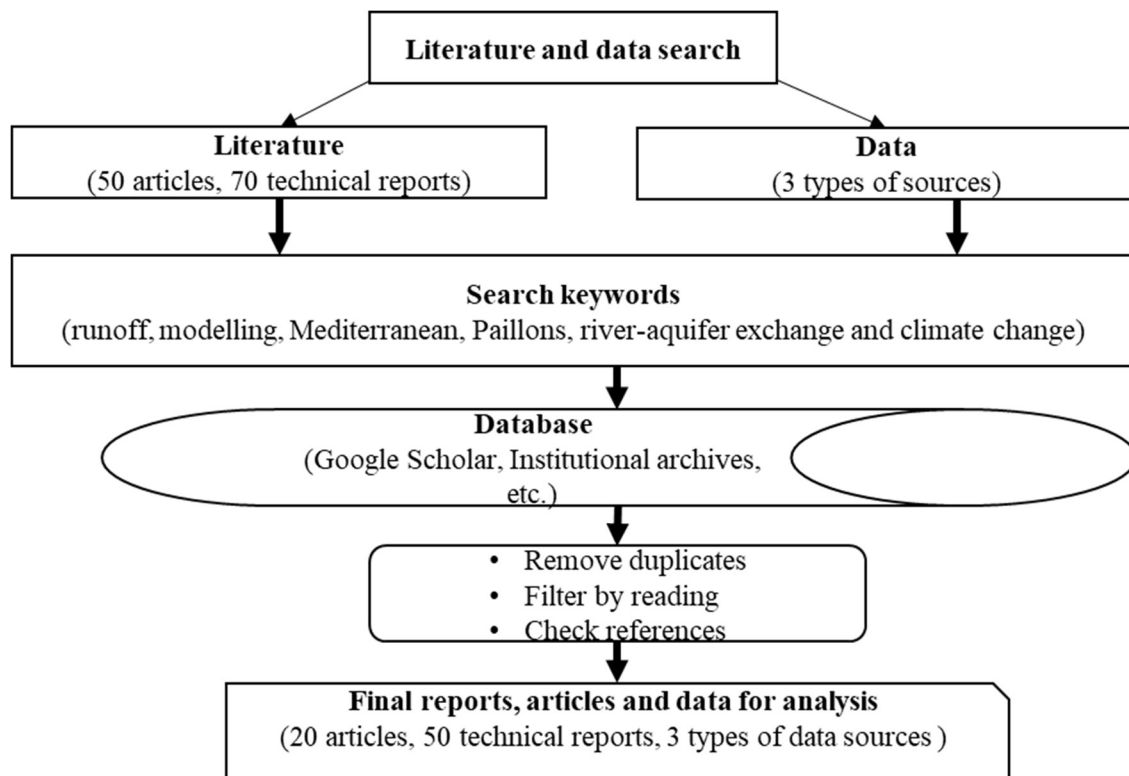 Literature and data search
Literature
(50 articles, 70 technical reports)
Data
(3 types of sources)
Search keywords
(runoff, modelling, Mediterranean, Paillons, river-aquifer exchange and climate change)
Database
(Google Scholar, Institutional archives,
etc.)
• Remove duplicates
• Filter by reading
• Check references
Final reports, articles and data for analysis
(20 articles, 50 technical reports, 3 types of data sources )